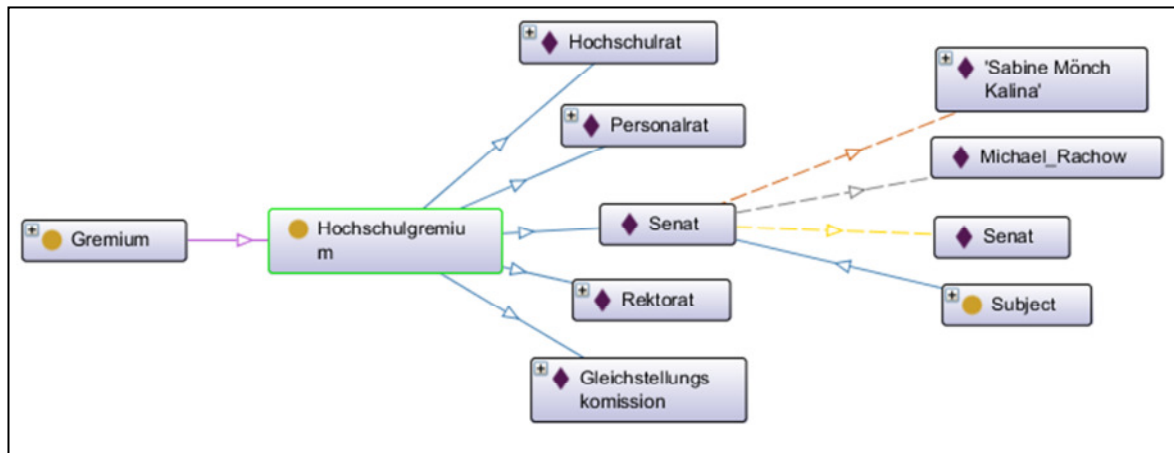 Hochschulrat
'Sabine Mönch
Kalina'
Personalrat
Michael_Rachow
Gremium
Hochschulgremiu
m
Senat
Senat
Rektorat
Subject
Gleichstellungs
komission